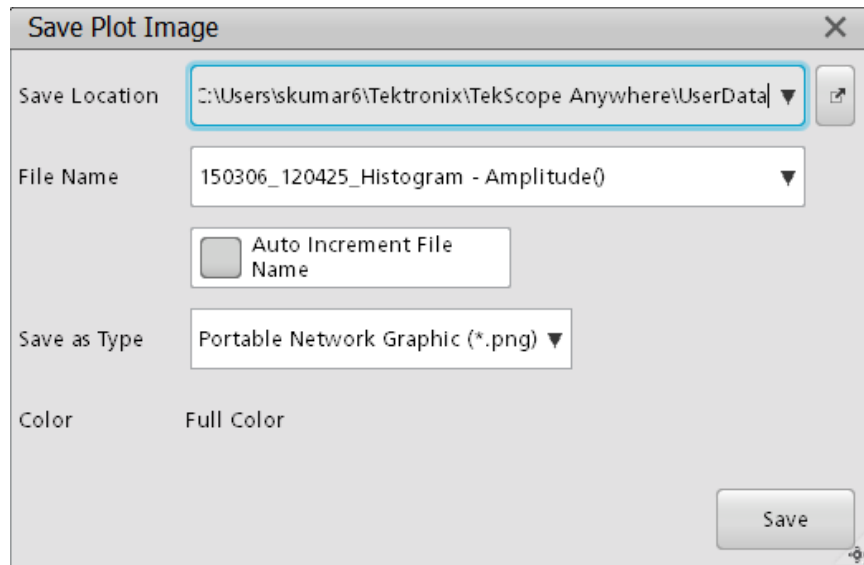 Save Plot Image
Save Location
C:\Users\skumar6\Tektronix\TekScope Anywhere\UserData
File Name
150306_120425_Histogram - Amplitude()
Auto Increment File
Name
Save as Type
Portable Network Graphic (*.png)
Color
Full Color
Save